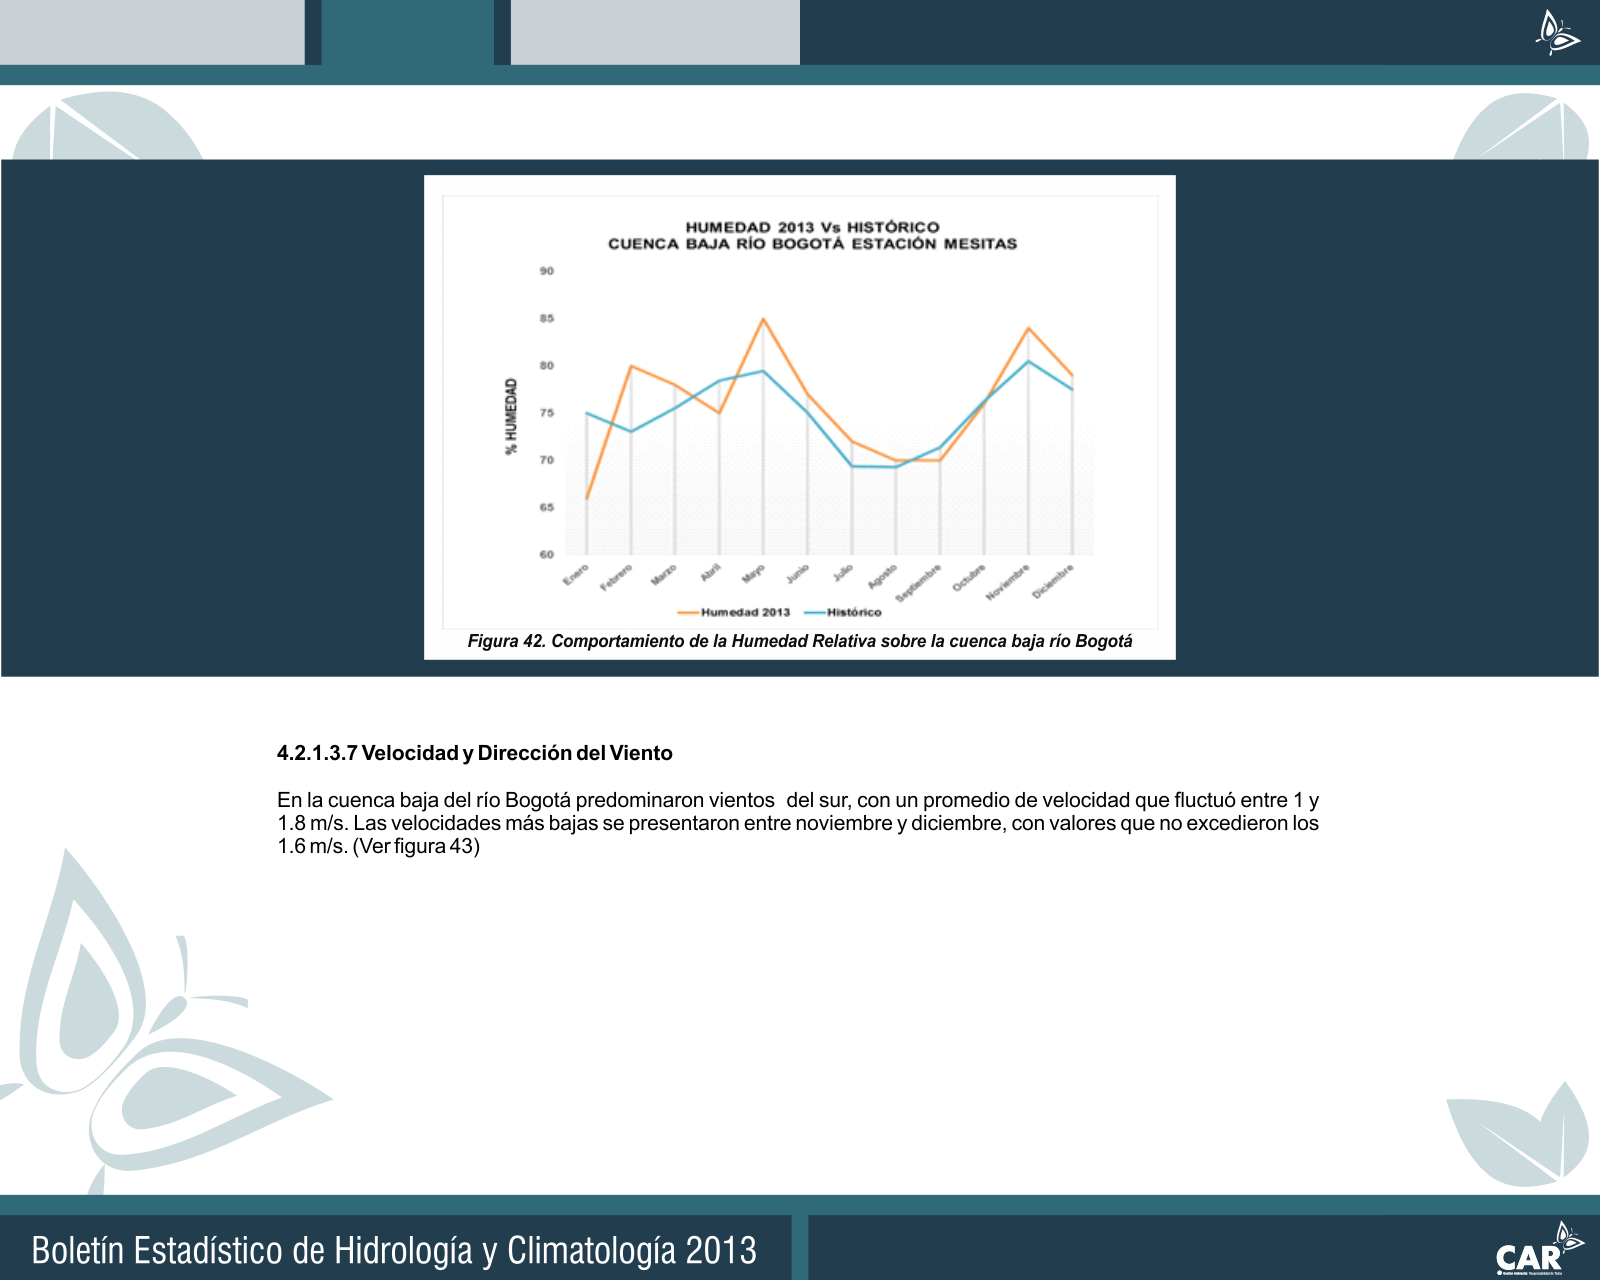 HUMEDAD 2013 Vs HISTÓRICO
CUENCA BAJA RÍO BOGOTÁ ESTACIÓN MESITAS
90
85
80
75
70
65
60
% HUMEDAD
Enero
Febrero
Marzo
Abril
Mayo
Junio
Julio
Agosto
Septiembre
Octubre
Noviembre
Diciembre
Humedad 2013
Histórico
Figura 42. Comportamiento de la Humedad Relativa sobre la cuenca baja río Bogotá
4.2.1.3.7 Velocidad y Dirección del Viento
En la cuenca baja del río Bogotá predominaron vientos del sur, con un promedio de velocidad que fluctuó entre 1 y
1.8 m/s. Las velocidades más bajas se presentaron entre noviembre y diciembre, con valores que no excedieron los
1.6 m/s. (Ver figura 43)
Boletín Estadístico de Hidrología y Climatología 2013
CAR